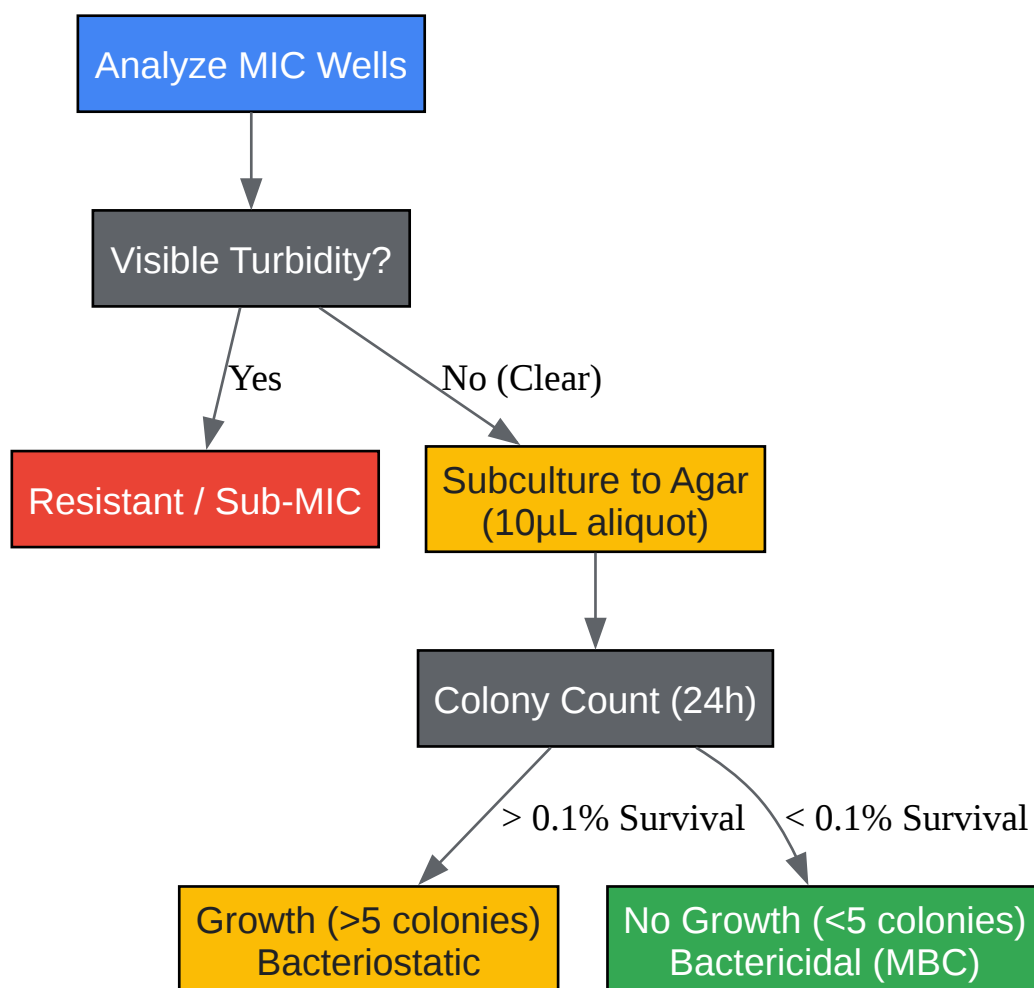 Analyze MIC Wells
Visible Turbidity?
Yes
No (Clear)
Resistant / Sub-MIC
Subculture to Agar
(10µL aliquot)
Colony Count (24h)
> 0.1% Survival
< 0.1% Survival
Growth (>5 colonies)
Bacteriostatic
No Growth (<5 colonies)
Bactericidal (MBC)